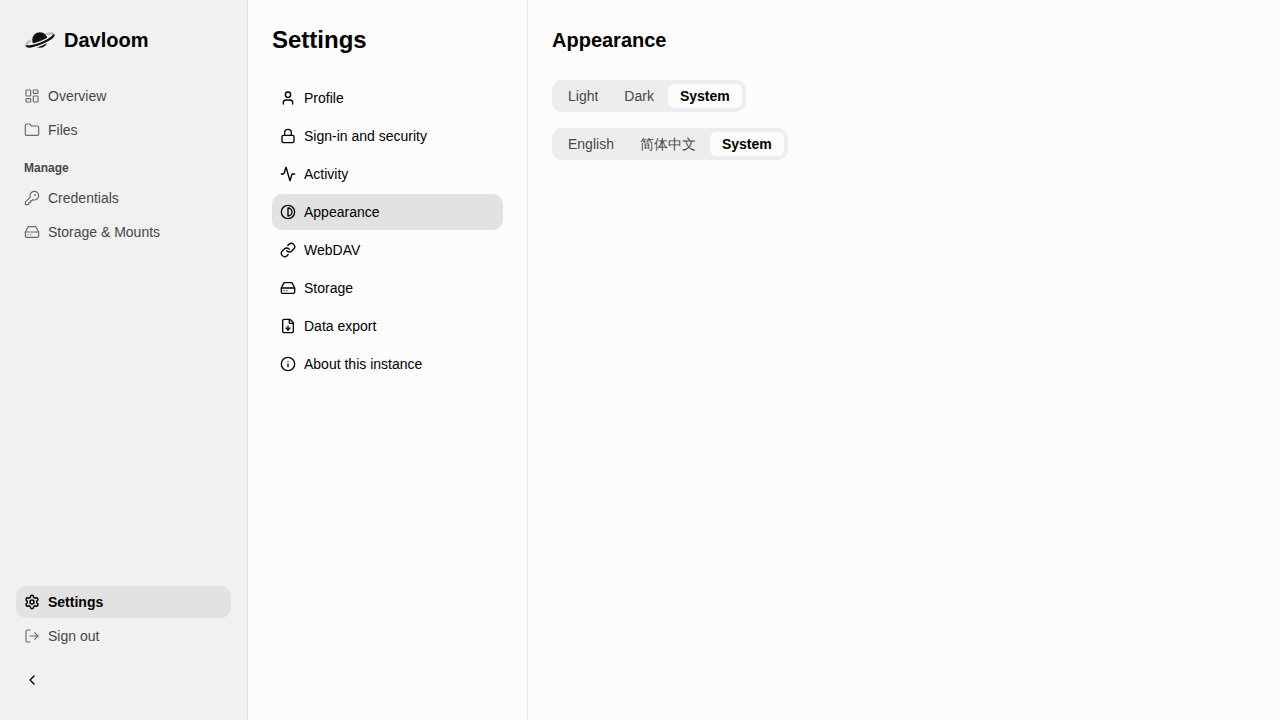 Davloom
Overview
Files
Manage
Credentials
Storage & Mounts
Settings
Sign out
Settings
Profile
Sign-in and security
Activity
Appearance
WebDAV
Storage
Data export
About this instance
Appearance
Light Dark System
English 简体中文 System